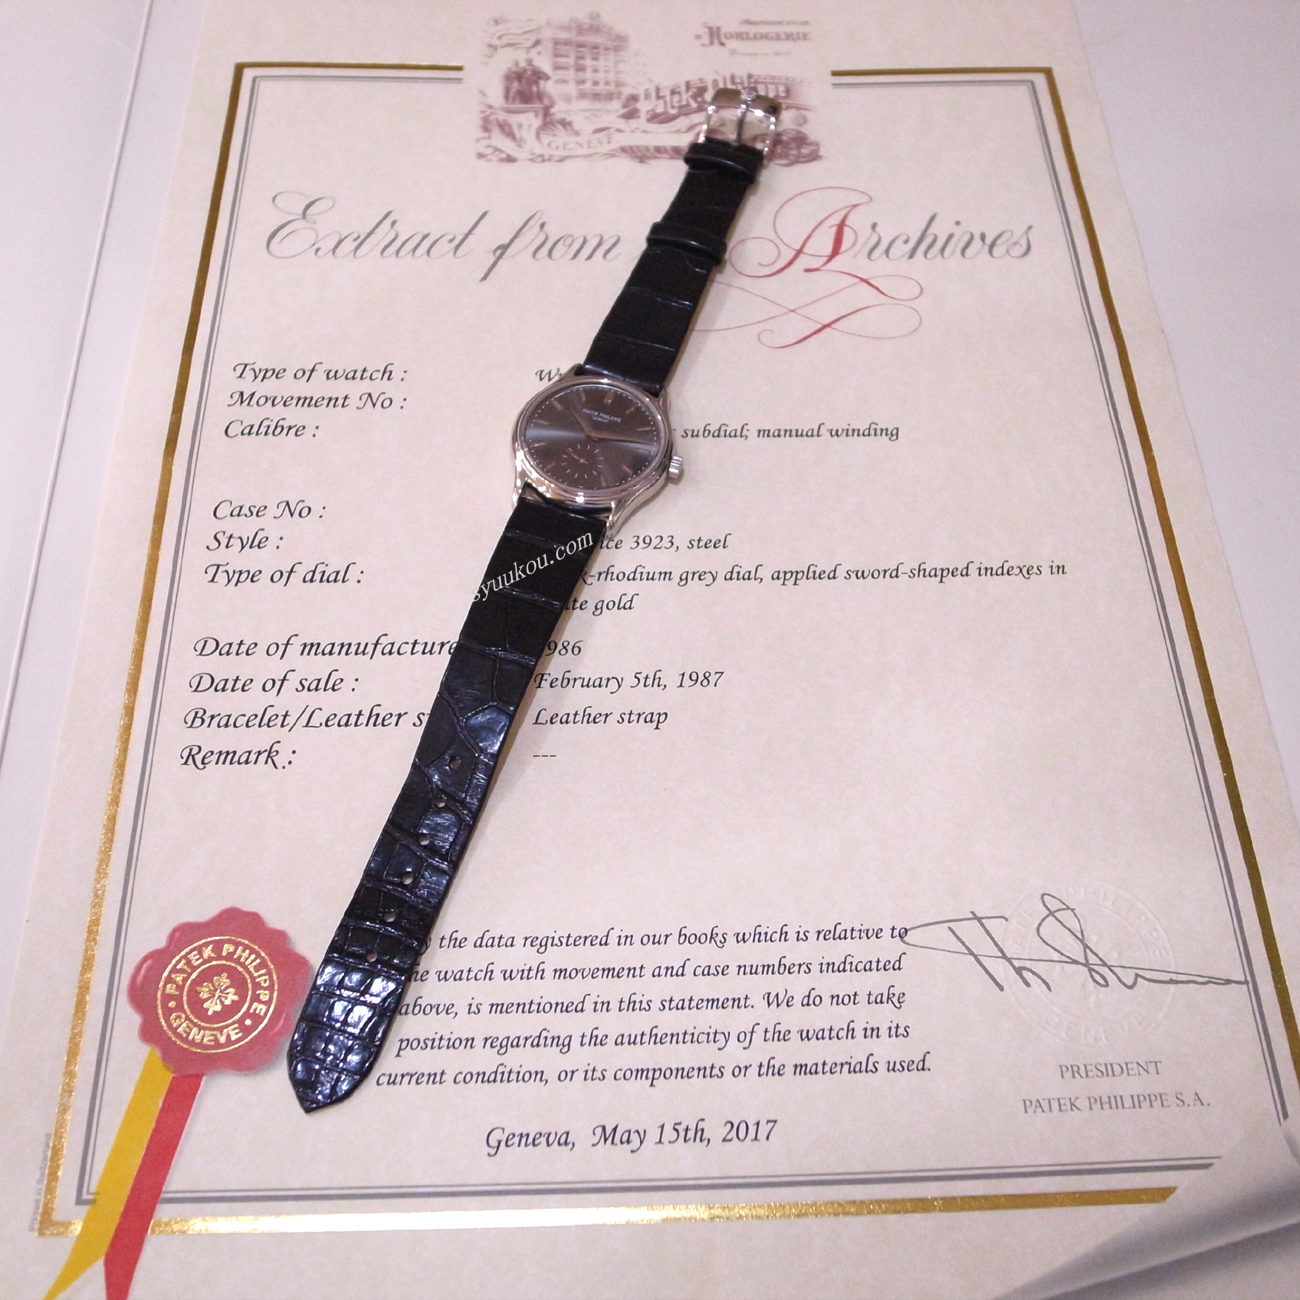 HORLOGERIE
GENEVE
Extract from Archives
Type of watch :
Movement No :
Calibre : subdial; manual winding
PATEK PHILIPPE
Case No :
Style : ice 3923, steel
Type of dial : k-rhodium grey dial, applied sword-shaped indexes in
te gold
syuukou.com
Date of manufacture 986
Date of sale : February 5th, 1987
Bracelet/Leather s Leather strap
Remark : ---
y the data registered in our books which is relative to
he watch with movement and case numbers indicated
above, is mentioned in this statement. We do not take
position regarding the authenticity of the watch in its
current condition, or its components or the materials used.
PATEK PHILIPPE
GENEVE
PRESIDENT
PATEK PHILIPPE S.A.
Geneva, May 15th, 2017